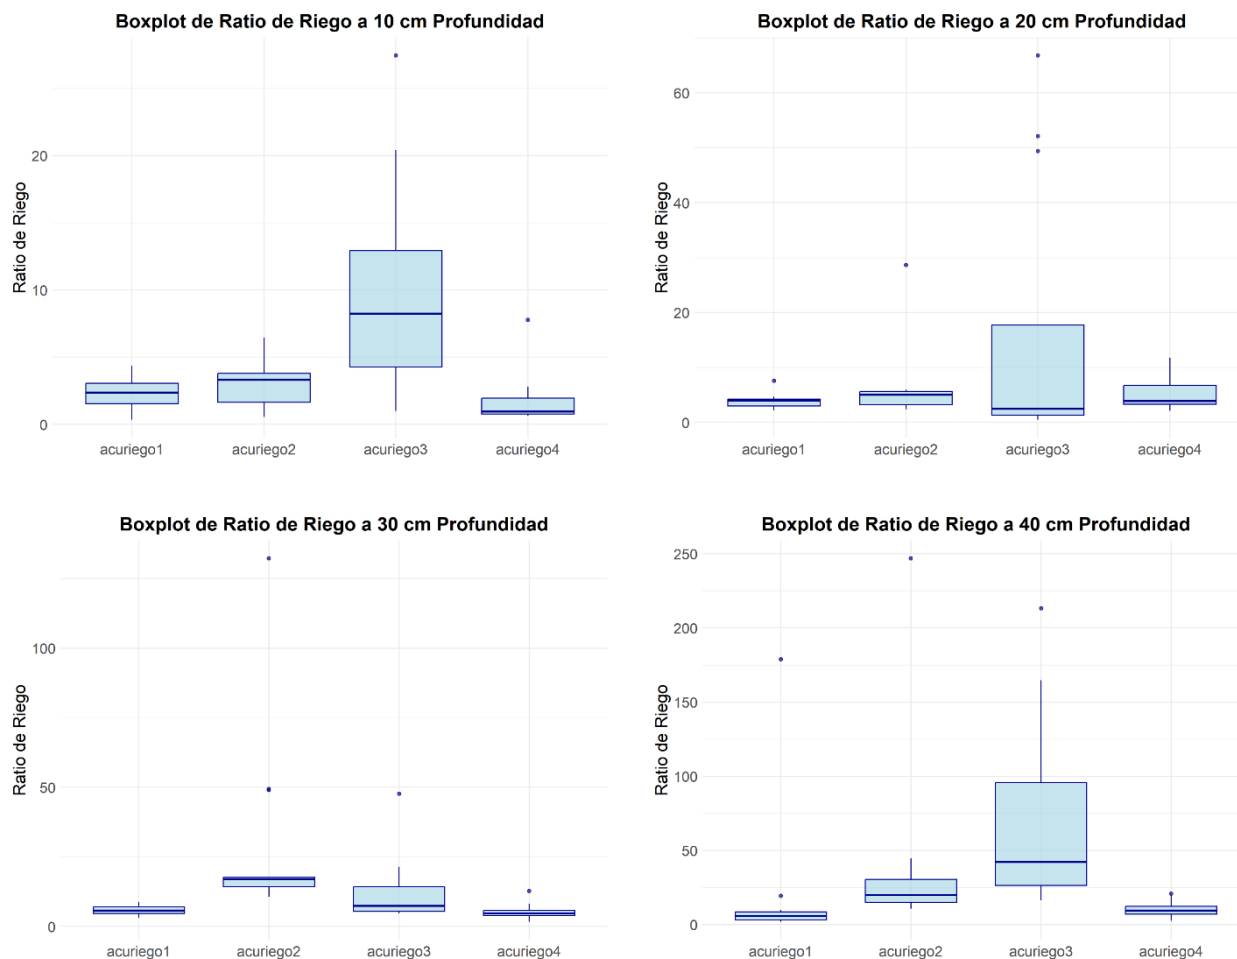 Boxplot de Ratio de Riego a 10 cm Profundidad
Ratio de Riego
20
10
0
acuriego1 acuriego2 acuriego3 acuriego4
Boxplot de Ratio de Riego a 20 cm Profundidad
Ratio de Riego
60
40
20
0
acuriego1 acuriego2 acuriego3 acuriego4
Boxplot de Ratio de Riego a 30 cm Profundidad
Ratio de Riego
100
50
0
acuriego1 acuriego2 acuriego3 acuriego4
Boxplot de Ratio de Riego a 40 cm Profundidad
Ratio de Riego
250
200
150
100
50
0
acuriego1 acuriego2 acuriego3 acuriego4